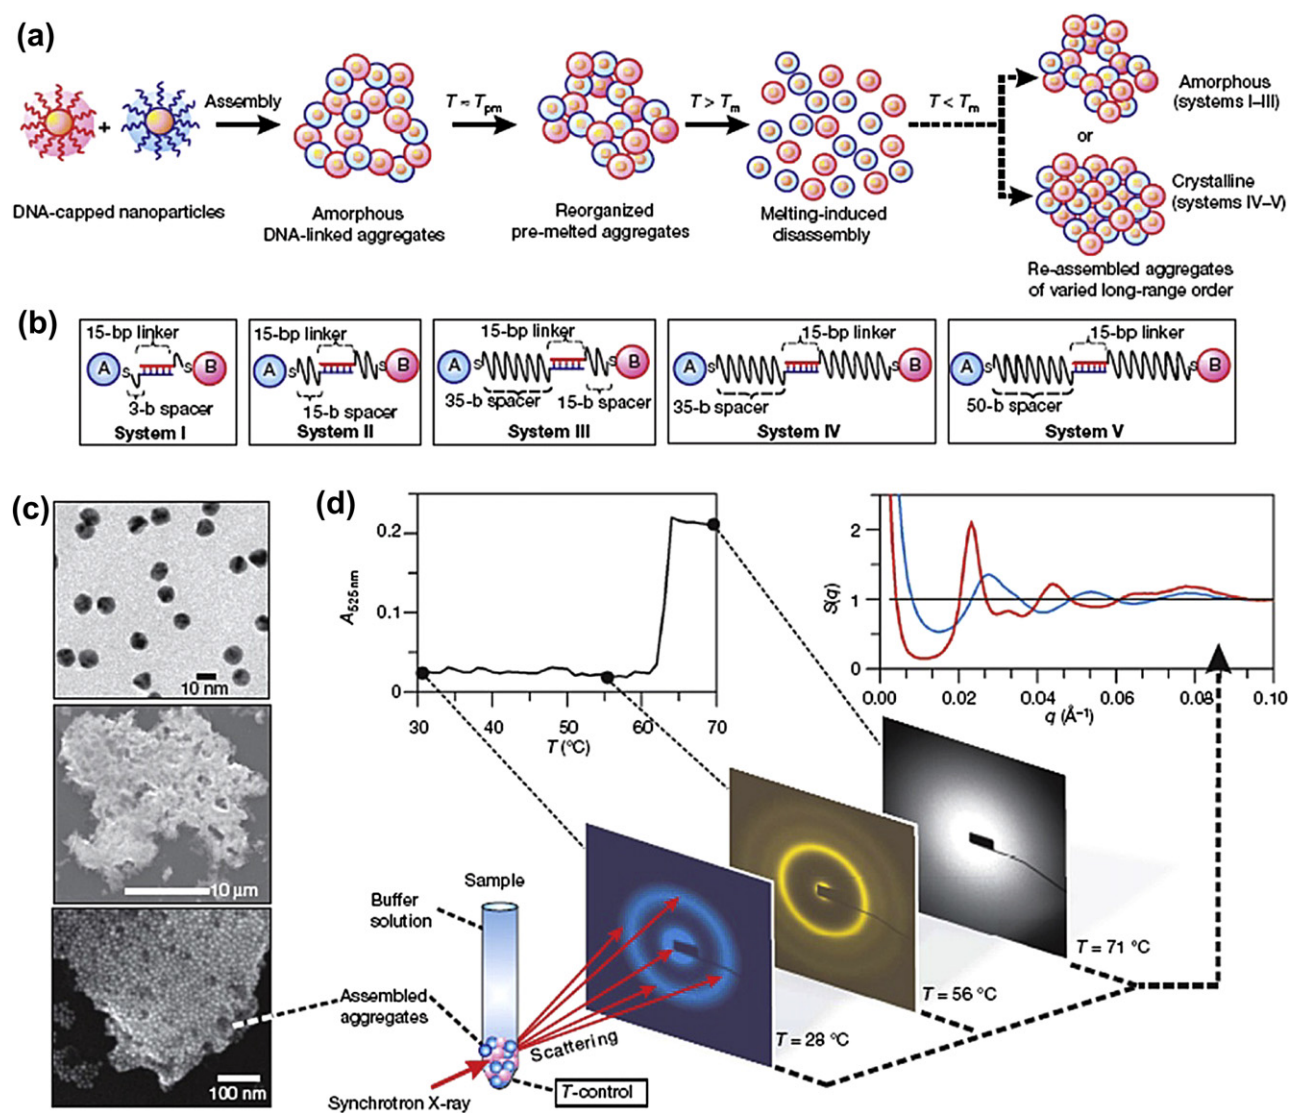 (a)
Assembly
T ≈ Tpm
T > Tm
T < Tm
Amorphous
(systems I–III)
or
Crystalline
(systems IV–V)
+
DNA-capped nanoparticles
Amorphous
DNA-linked aggregates
Reorganized
pre-melted aggregates
Melting-induced
disassembly
Re-assembled aggregates
of varied long-range order
(b)
15-bp linker
A
S
S
B
3-b spacer
System I
15-bp linker
A
S
S
B
15-b spacer
System II
15-bp linker
A
S
S
B
35-b spacer
15-b spacer
System III
15-bp linker
A
S
S
B
35-b spacer
System IV
15-bp linker
A
S
S
B
50-b spacer
System V
(c)
10 nm
10 μm
100 nm
(d)
A525 nm
0.2
0.1
0
30
40
50
60
70
T (°C)
S(q)
2
1
0
0.00
0.02
0.04
0.06
0.08
0.10
q (Å⁻¹)
Sample
Buffer
solution
Assembled
aggregates
Scattering
Synchrotron X-ray
T-control
T = 28 °C
T = 56 °C
T = 71 °C